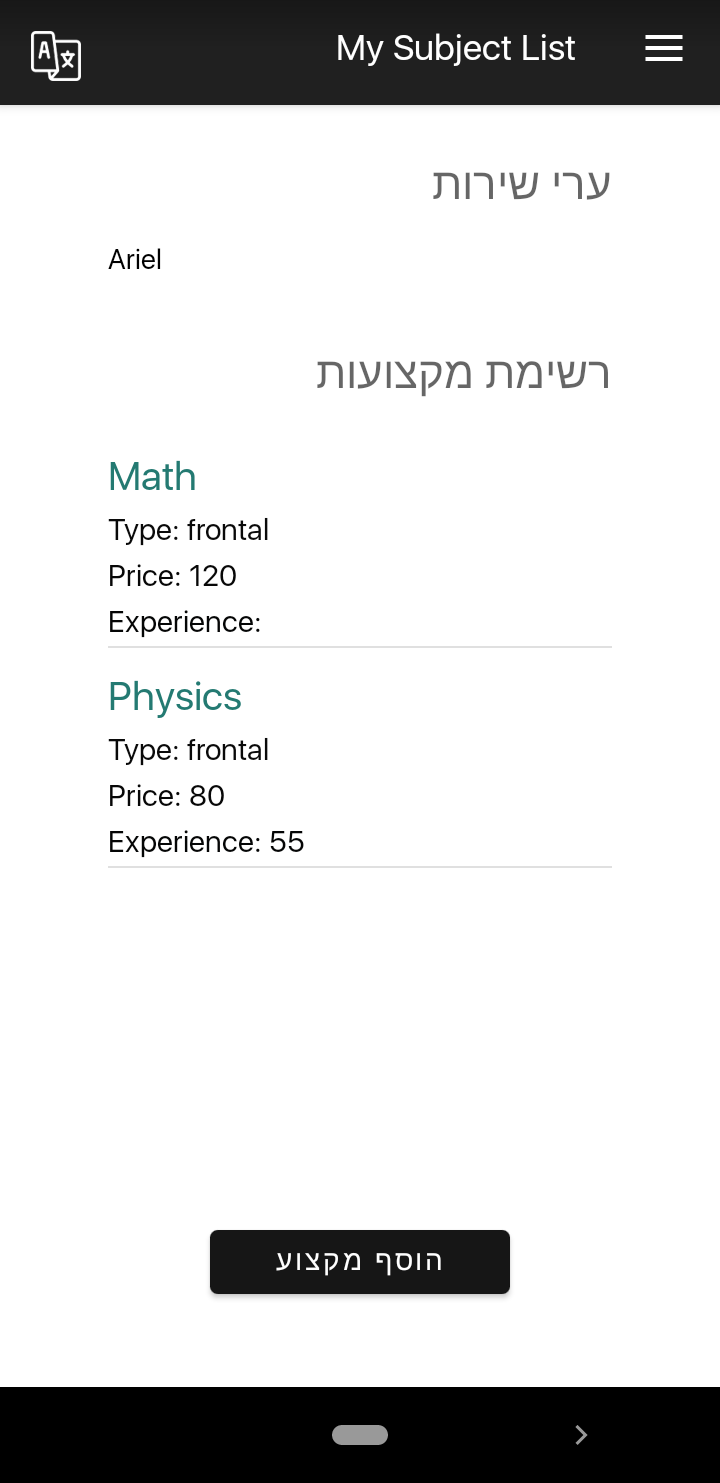 My Subject List
ערי שירות
Ariel
רשימת מקצועות
Math
Type: frontal
Price: 120
Experience:
Physics
Type: frontal
Price: 80
Experience: 55
הוסף מקצוע